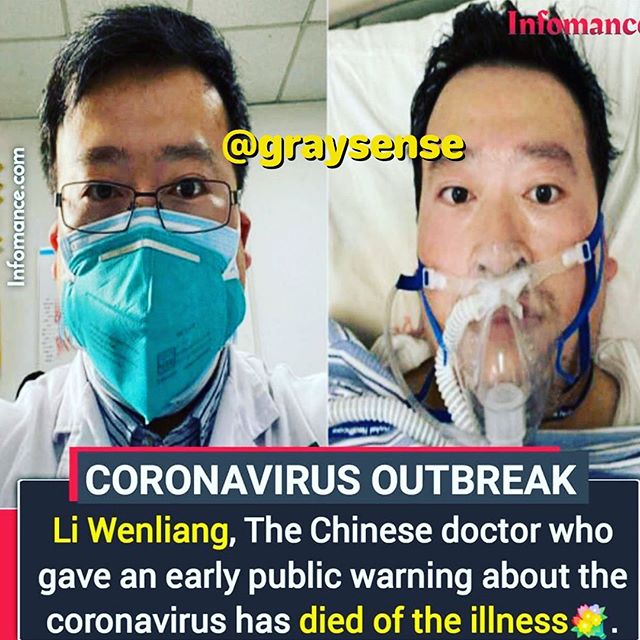 Infomance
@graysense
Infomance.com
CORONAVIRUS OUTBREAK
Li Wenliang, The Chinese doctor who
gave an early public warning about the
coronavirus has died of the illness💐.